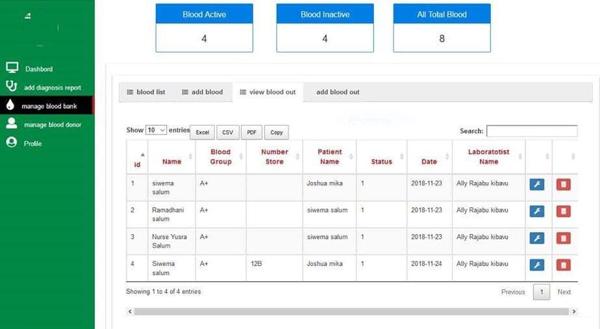 Blood Active
4
Blood Inactive
4
All Total Blood
8
Dashbord
add diagnosis report
manage blood bank
manage blood donor
Profile
blood list
add blood
view blood out
add blood out
Show 10 entries
Excel CSV PDF Copy
Search:
id Name Blood Group Number Store Patient Name Status Date Laboratotist Name
1 siwema salum A+ Joshua mika 1 2018-11-23 Ally Rajabu kibavu
2 Ramadhani salum A+ siwema salum 1 2018-11-23 Ally Rajabu kibavu
3 Nurse Yusra Salum A+ siwema salum 1 2018-11-23 Ally Rajabu kibavu
4 Siwema salum A+ 12B Joshua mika 1 2018-11-24 Ally Rajabu kibavu
Showing 1 to 4 of 4 entries
Previous 1 Next